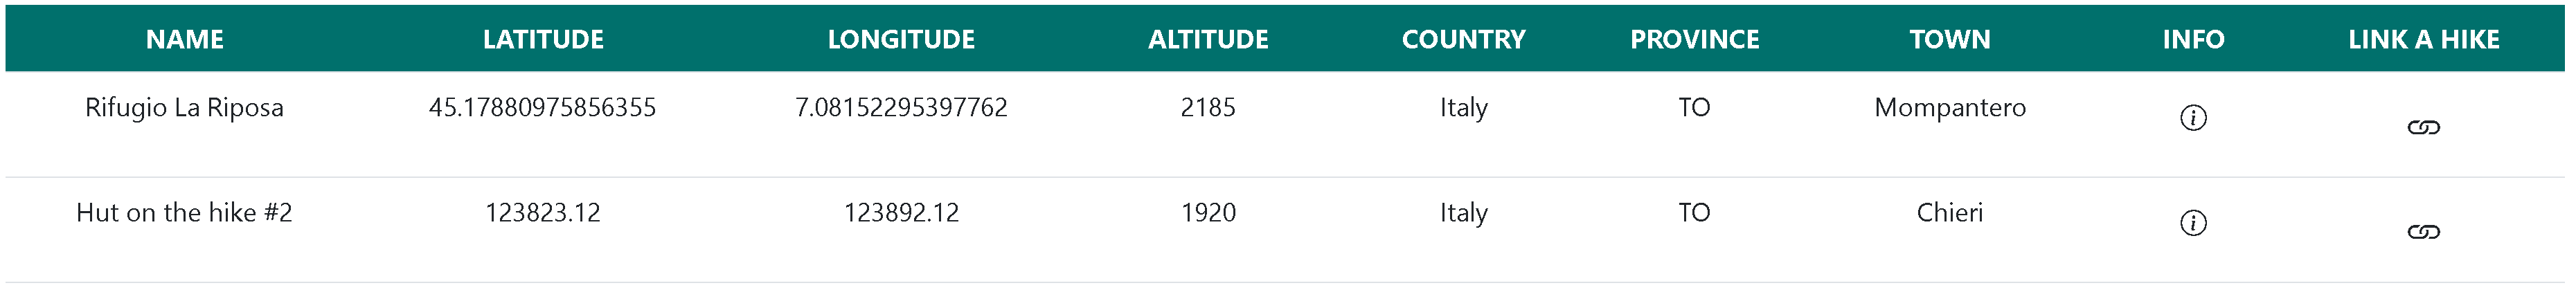 NAME LATITUDE LONGITUDE ALTITUDE COUNTRY PROVINCE TOWN INFO LINK A HIKE
Rifugio La Riposa 45.17880975856355 7.08152295397762 2185 Italy TO Mompantero
Hut on the hike #2 123823.12 123892.12 1920 Italy TO Chieri